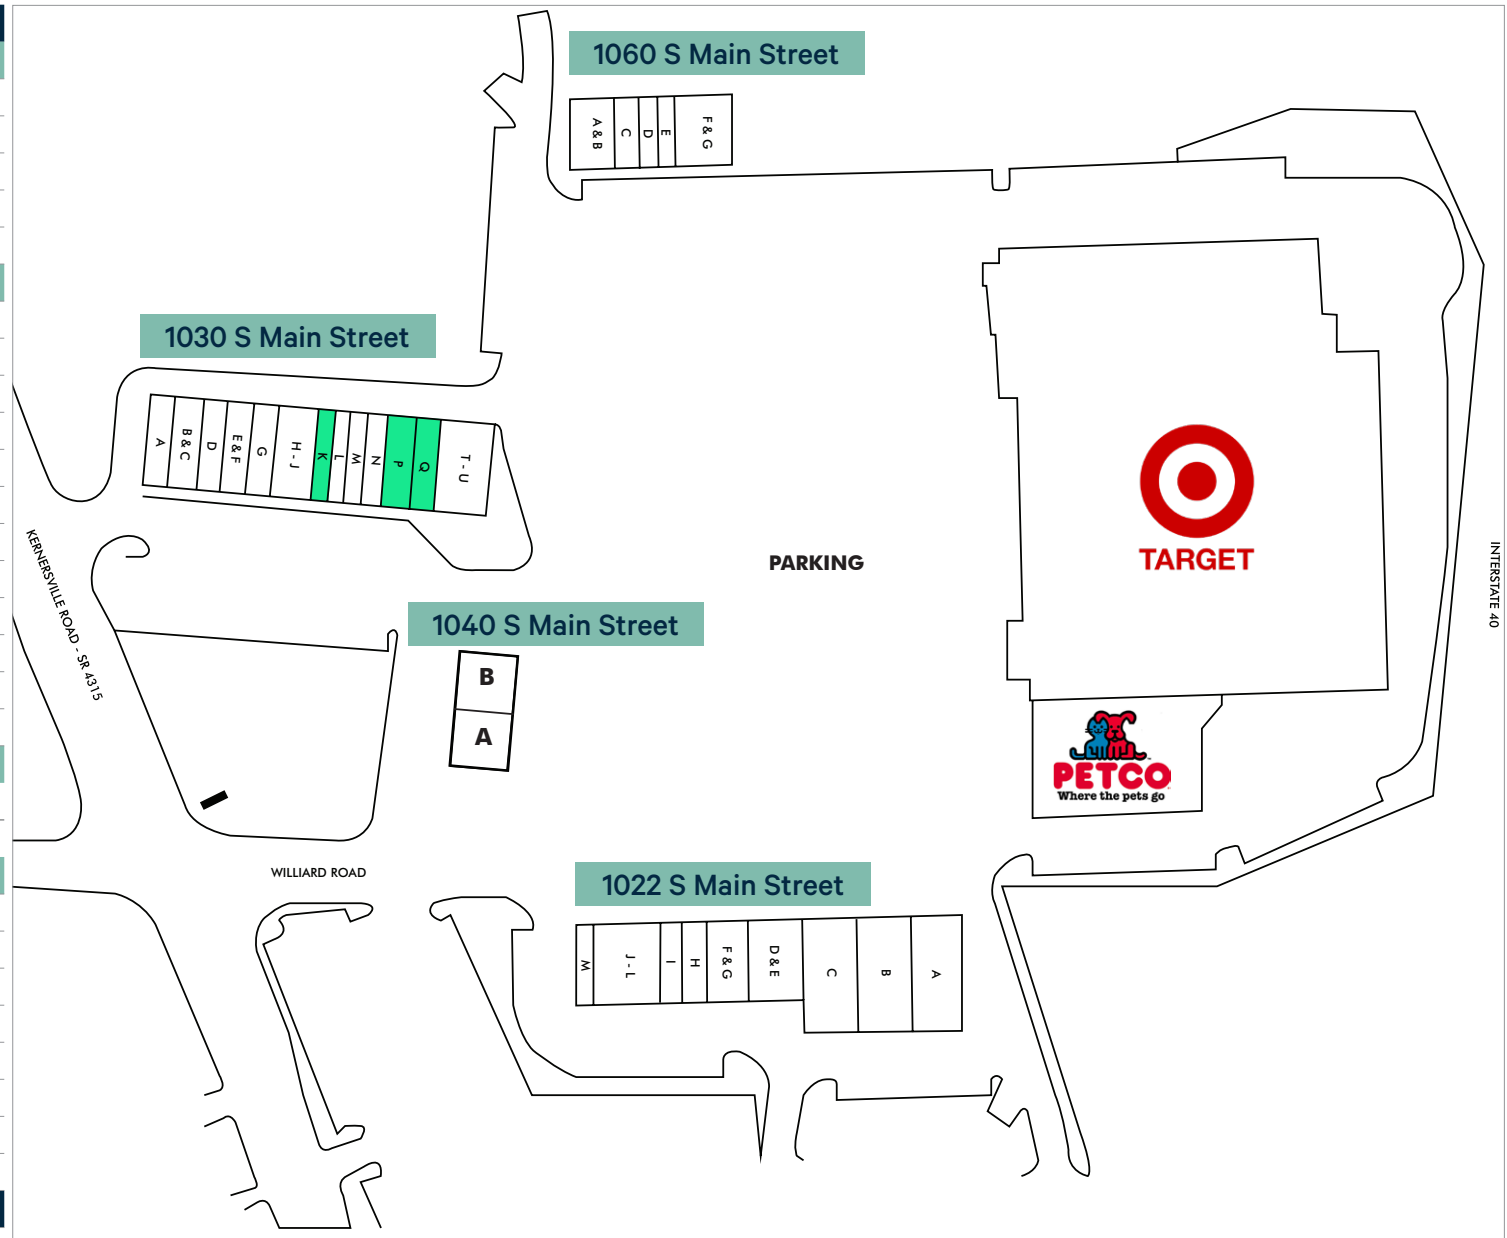 1060 S Main Street
A & B
C
D
E
F & G
1030 S Main Street
A
B & C
D
E & F
G
H - J
K
L
M
N
P
Q
T - U
KERNERSVILLE ROAD - SR 4315
PARKING
TARGET
INTERSTATE 40
1040 S Main Street
B
A
PETCO
Where the pets go
WILLIARD ROAD
1022 S Main Street
M
J - L
I
H
F & G
D & E
C
B
A